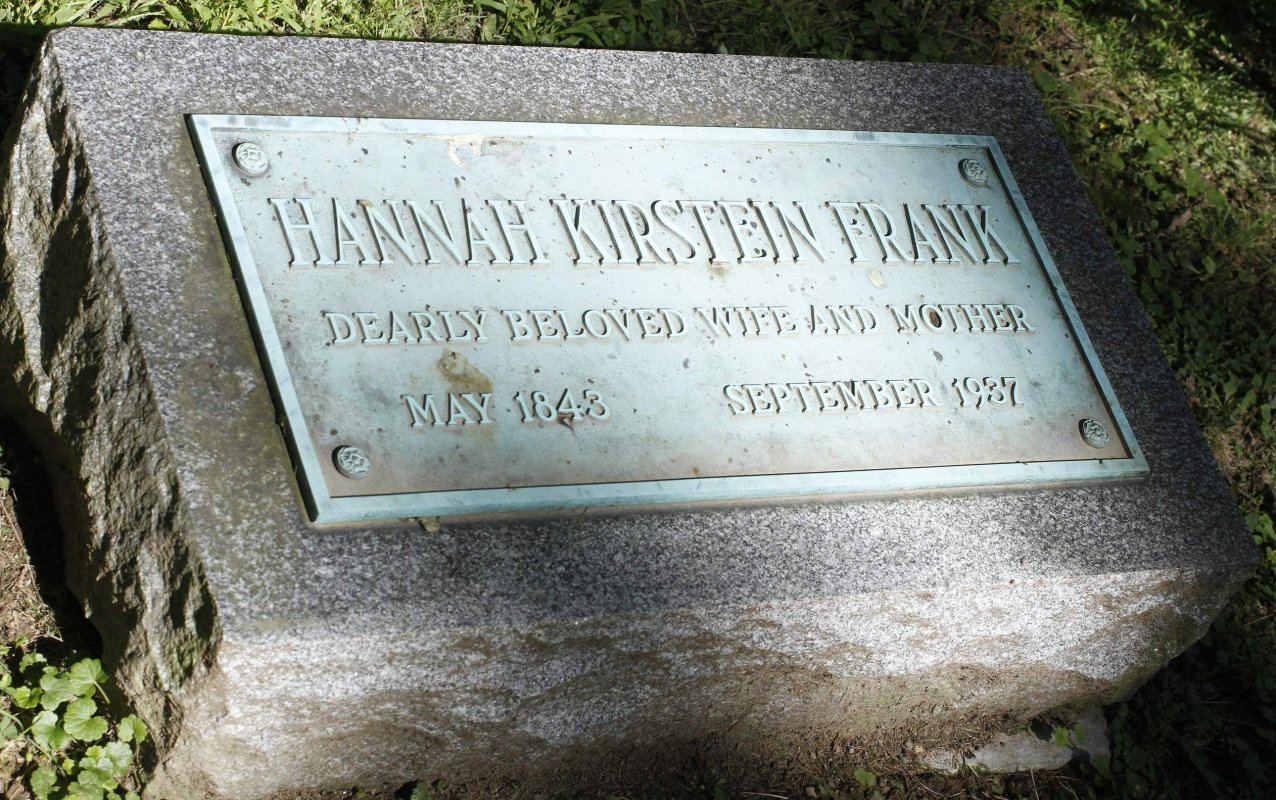 HANNAH KIRSTEIN FRANK
DEARLY BELOVED WIFE AND MOTHER
MAY 1843 SEPTEMBER 1937